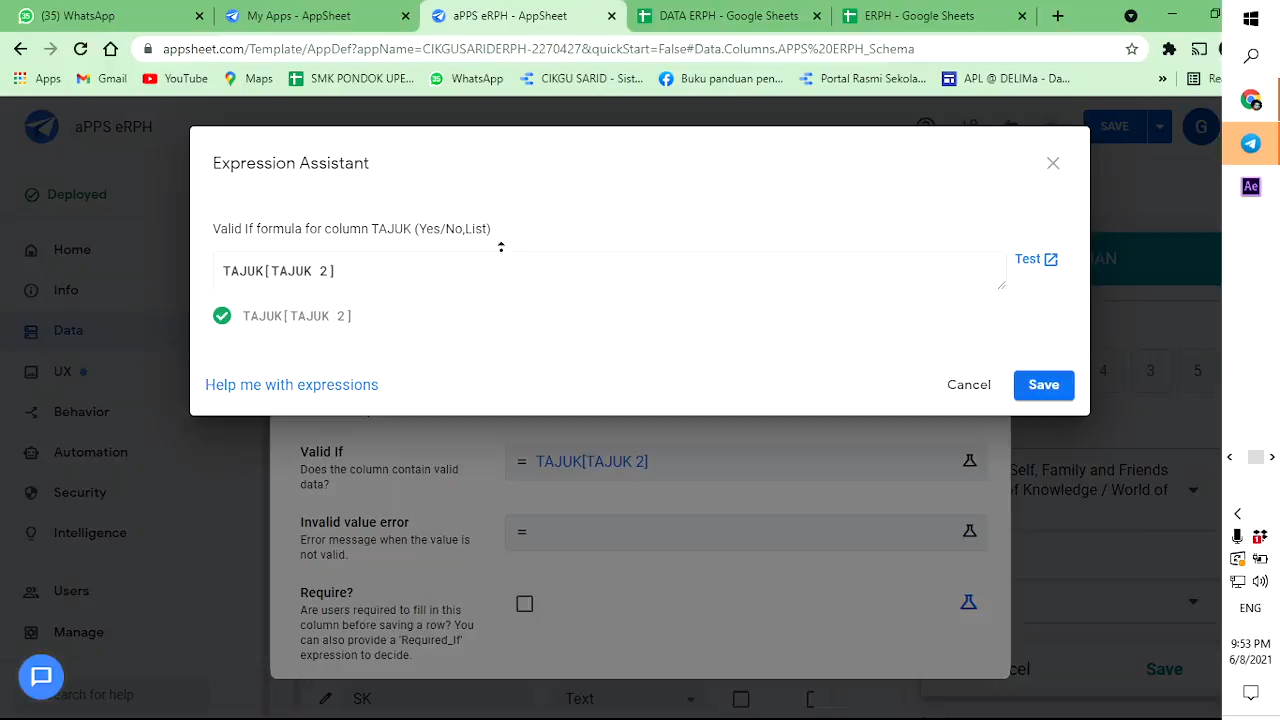 (35) WhatsApp
My Apps - AppSheet
aPPS eRPH - AppSheet
DATA ERPH - Google Sheets
ERPH - Google Sheets
appsheet.com/Template/AppDef?appName=CIKGUSARIDERPH-2270427&quickStart=False#Data.Columns.APPS%20ERPH_Schema
Apps
Gmail
YouTube
Maps
SMK PONDOK UPE...
WhatsApp
CIKGU SARID - Sist...
Buku panduan pen...
Portal Rasmi Sekola...
APL @ DELIMa - Da...
»
Re
aPPS eRPH
SAVE
G
Deployed
Home
Info
Data
UX
Behavior
Automation
Security
Intelligence
Users
Manage
Search for help
Expression Assistant
Valid If formula for column TAJUK (Yes/No,List)
TAJUK[TAJUK 2]
Test
TAJUK[TAJUK 2]
Help me with expressions
Cancel
Save
Valid If
Does the column contain valid
data?
= TAJUK[TAJUK 2]
Invalid value error
Error message when the value is
not valid.
=
Require?
Are users required to fill in this
column before saving a row? You
can also provide a 'Required_If'
expression to decide.
SK
Text
AN
4
3
5
Self, Family and Friends
of Knowledge / World of
cel
Save
Ae
ENG
9:53 PM
6/8/2021